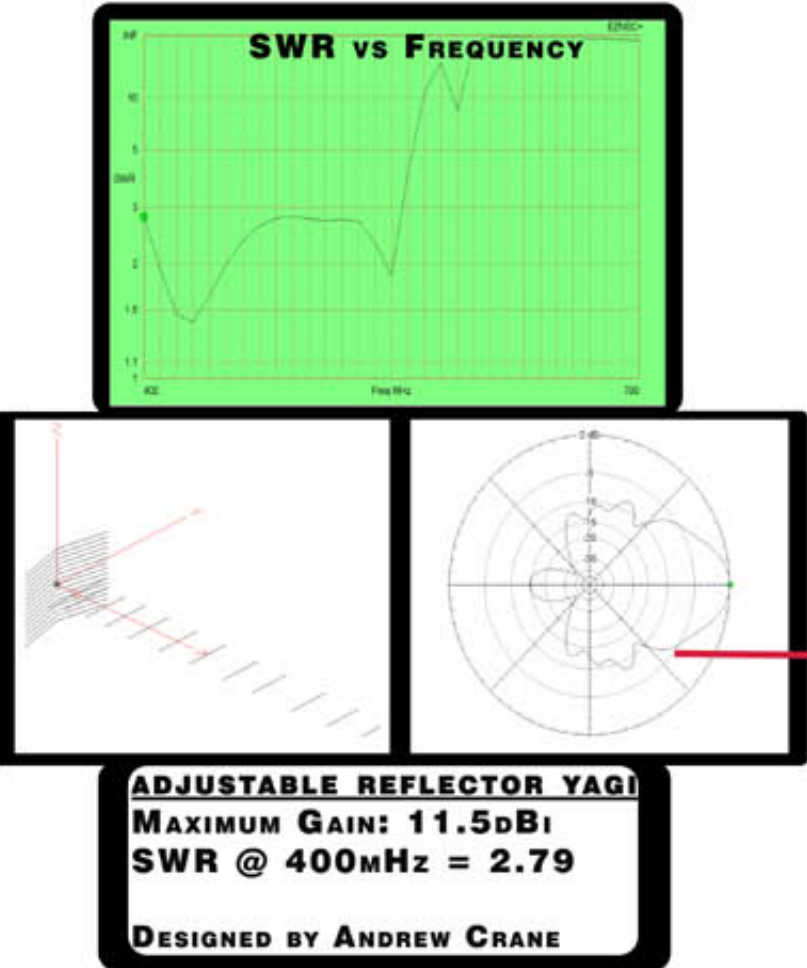 EZNEC+
SWR VS FREQUENCY
INF
10
5
SWR
3
2
1.5
1.1
1
400
Freq MHz
700
Z
0 dB
ADJUSTABLE REFLECTOR YAGI
MAXIMUM GAIN: 11.5DBI
SWR @ 400MHZ = 2.79
DESIGNED BY ANDREW CRANE